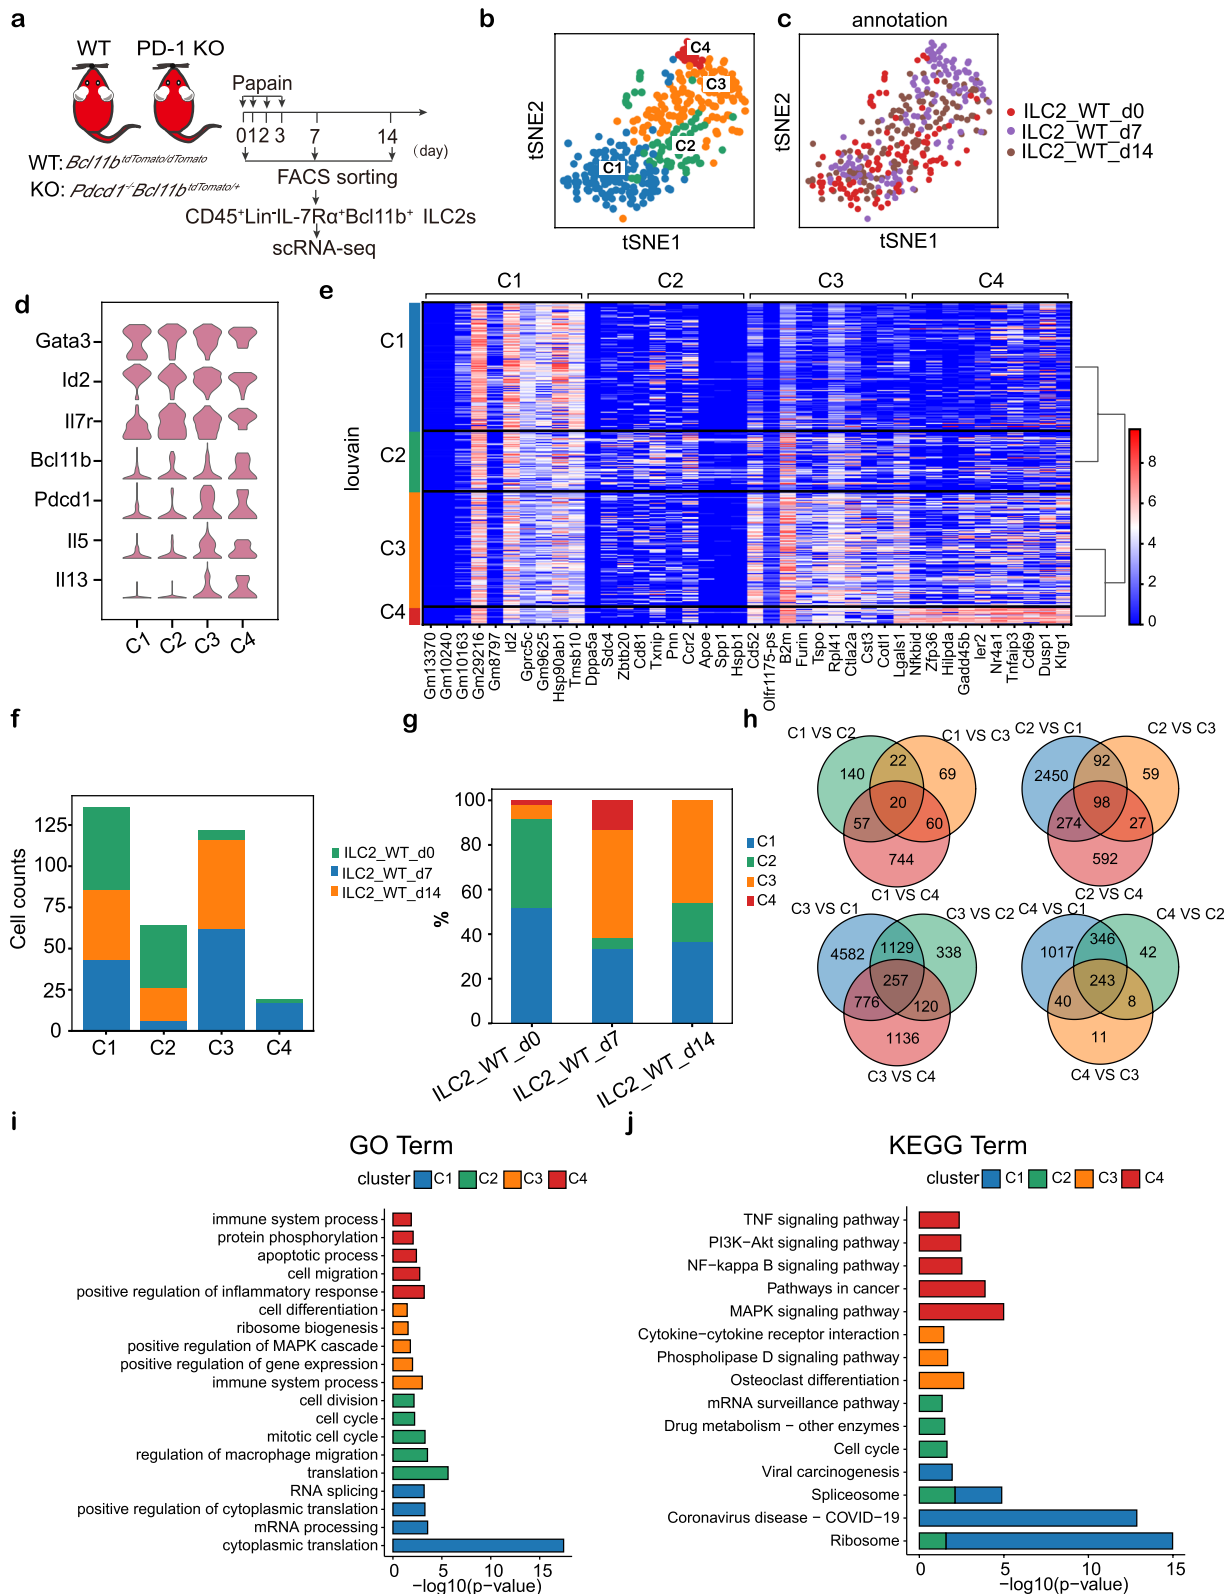 a
WT PD-1 KO
Papain
0 1 2 3 7 14 (day)
WT: Bcl11b tdTomato/dTomato
KO: Pdcd1-/-Bcl11b tdTomato/+
FACS sorting
CD45+Lin-IL-7Rα+Bcl11b+ ILC2s
scRNA-seq
b
C4
C3
C2
C1
tSNE2
tSNE1
c
annotation
tSNE2
tSNE1
ILC2_WT_d0
ILC2_WT_d7
ILC2_WT_d14
d
Gata3
Id2
Il7r
Bcl11b
Pdcd1
Il5
Il13
C1 C2 C3 C4
e
C1 C2 C3 C4
louvain
C1
C2
C3
C4
8
6
4
2
0
Gm13370
Gm10240
Gm10163
Gm29216
Gm8797
Id2
Gprc5c
Gm9625
Hsp90ab1
Tmsb10
Dppa5a
Sdc4
Zbtb20
Cd81
Txnip
Pnn
Ccr2
Apoe
Spp1
Hspb1
Cd52
Olfr1175-ps
B2m
Furin
Tspo
Rpl41
Ctla2a
Cst3
Cotl1
Lgals1
Nfkbid
Zfp36
Hilpda
Gadd45b
Ier2
Nr4a1
Tnfaip3
Cd69
Dusp1
Klrg1
f
Cell counts
125
100
75
50
25
0
C1 C2 C3 C4
ILC2_WT_d0
ILC2_WT_d7
ILC2_WT_d14
g
%
100
80
60
40
20
0
ILC2_WT_d0
ILC2_WT_d7
ILC2_WT_d14
C1
C2
C3
C4
h
C1 VS C2
C1 VS C3
140 22 69
20
57 60
744
C1 VS C4
C2 VS C1
C2 VS C3
2450 92 59
98
274 27
592
C2 VS C4
C3 VS C1
C3 VS C2
4582 1129 338
257
776 120
1136
C3 VS C4
C4 VS C1
C4 VS C2
1017 346 42
243
40 8
11
C4 VS C3
i
GO Term
cluster C1 C2 C3 C4
immune system process
protein phosphorylation
apoptotic process
cell migration
positive regulation of inflammatory response
cell differentiation
ribosome biogenesis
positive regulation of MAPK cascade
positive regulation of gene expression
immune system process
cell division
cell cycle
mitotic cell cycle
regulation of macrophage migration
translation
RNA splicing
positive regulation of cytoplasmic translation
mRNA processing
cytoplasmic translation
0 5 10 15
−log10(p−value)
j
KEGG Term
cluster C1 C2 C3 C4
TNF signaling pathway
PI3K−Akt signaling pathway
NF−kappa B signaling pathway
Pathways in cancer
MAPK signaling pathway
Cytokine−cytokine receptor interaction
Phospholipase D signaling pathway
Osteoclast differentiation
mRNA surveillance pathway
Drug metabolism − other enzymes
Cell cycle
Viral carcinogenesis
Spliceosome
Coronavirus disease − COVID−19
Ribosome
0 5 10 15
−log10(p−value)